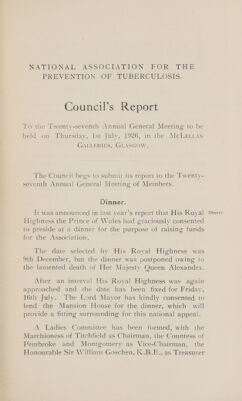 NATIONAL ASSOCIATION FOR THE
PREVENTION OF TUBERCULOSIS.
Council's Report
To the Twenty-seventh Annual General Meeting to be
held on Thursday, 1st July, 1926, in the McLELLAN
GALLERIES, GLASGOW.
The Council begs to submit its report to the Twenty-
seventh Annual General Meeting of Members.
Dinner.
It was announced in last year's report that His Royal Dinner
Highness the Prince of Wales had graciously consented
to preside at a dinner for the purpose of raising funds
for the Association.
The date selected by His Royal Highness was
9th December, but the dinner was postponed owing to
the lamented death of Her Majesty Queen Alexandra.
After an interval His Royal Highness was again
approached and the date has been fixed for Friday,
16th July. The Lord Mayor has kindly consented to
lend the Mansion House for the dinner, which will
provide a fitting surrounding for this national appeal.
A Ladies Committee has been formed, with the
Marchioness of Titchfield as Chairman, the Countess of
Pembroke and Montgomery as Vice-Chairman, the
Honourable Sir William Goschen, K.B.E., as Treasurer